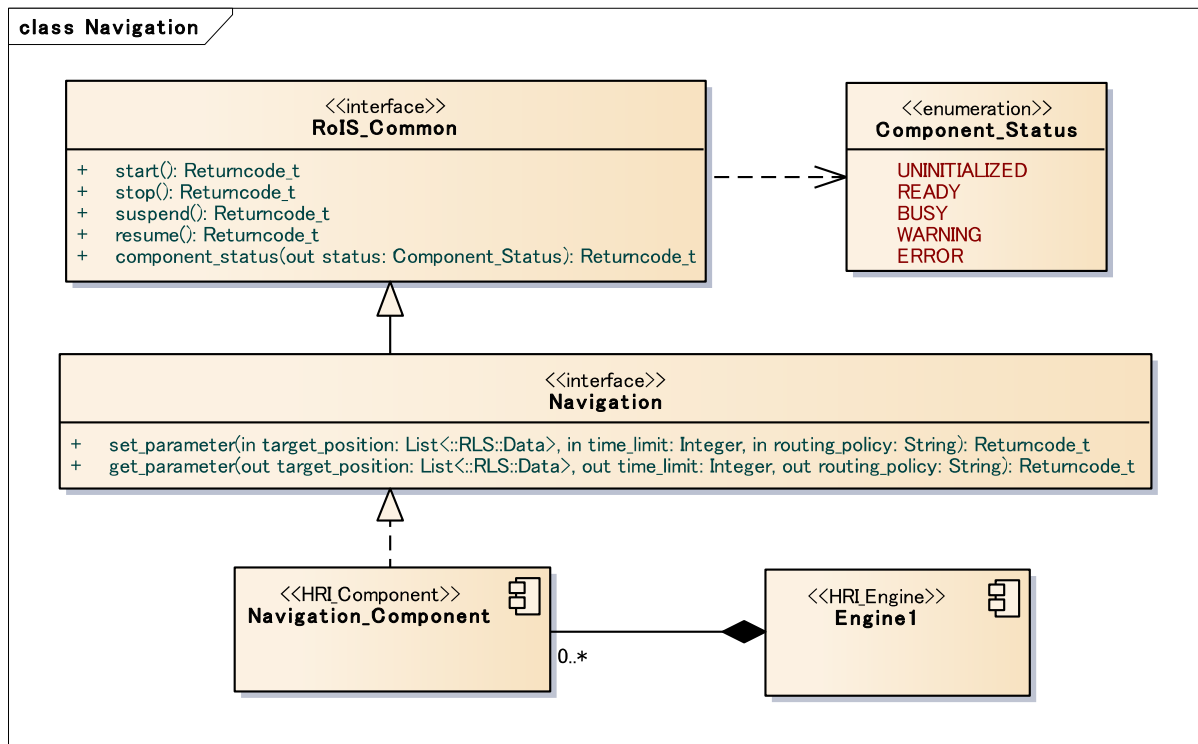 class Navigation
<<interface>>
RoIS_Common
+ start(): Returncode_t
+ stop(): Returncode_t
+ suspend(): Returncode_t
+ resume(): Returncode_t
+ component_status(out status: Component_Status): Returncode_t
<<enumeration>>
Component_Status
UNINITIALIZED
READY
BUSY
WARNING
ERROR
<<interface>>
Navigation
+ set_parameter(in target_position: List<::RLS::Data>, in time_limit: Integer, in routing_policy: String): Returncode_t
+ get_parameter(out target_position: List<::RLS::Data>, out time_limit: Integer, out routing_policy: String): Returncode_t
<<HRI_Component>>
Navigation_Component
0..*
<<HRI_Engine>>
Engine1